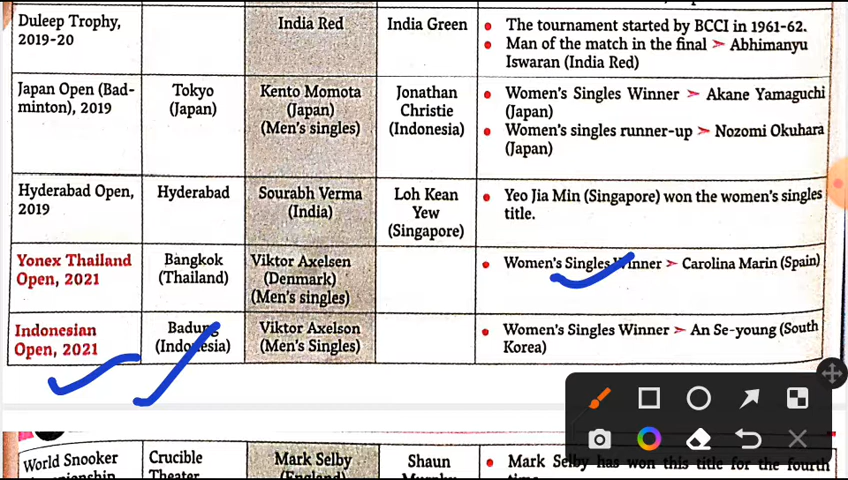 Duleep Trophy,
2019-20
India Red
India Green
The tournament started by BCCI in 1961-62.
Man of the match in the final ➤ Abhimanyu
Iswaran (India Red)
Japan Open (Bad-
minton), 2019
Tokyo
(Japan)
Kento Momota
(Japan)
(Men's singles)
Jonathan
Christie
(Indonesia)
Women's Singles Winner ➤ Akane Yamaguchi
(Japan)
Women's singles runner-up ➤ Nozomi Okuhara
(Japan)
Hyderabad Open,
2019
Hyderabad
Sourabh Verma
(India)
Loh Kean
Yew
(Singapore)
Yeo Jia Min (Singapore) won the women's singles
title.
Yonex Thailand
Open, 2021
Bangkok
(Thailand)
Viktor Axelsen
(Denmark)
(Men's singles)
Women's Singles Winner ➤ Carolina Marin (Spain)
Indonesian
Open, 2021
Badung
(Indonesia)
Viktor Axelson
(Men's Singles)
Women's Singles Winner ➤ An Se-young (South
Korea)
World Snooker
Crucible
Theater
Mark Selby
Shaun
Mark Selby has won this title for the fourth